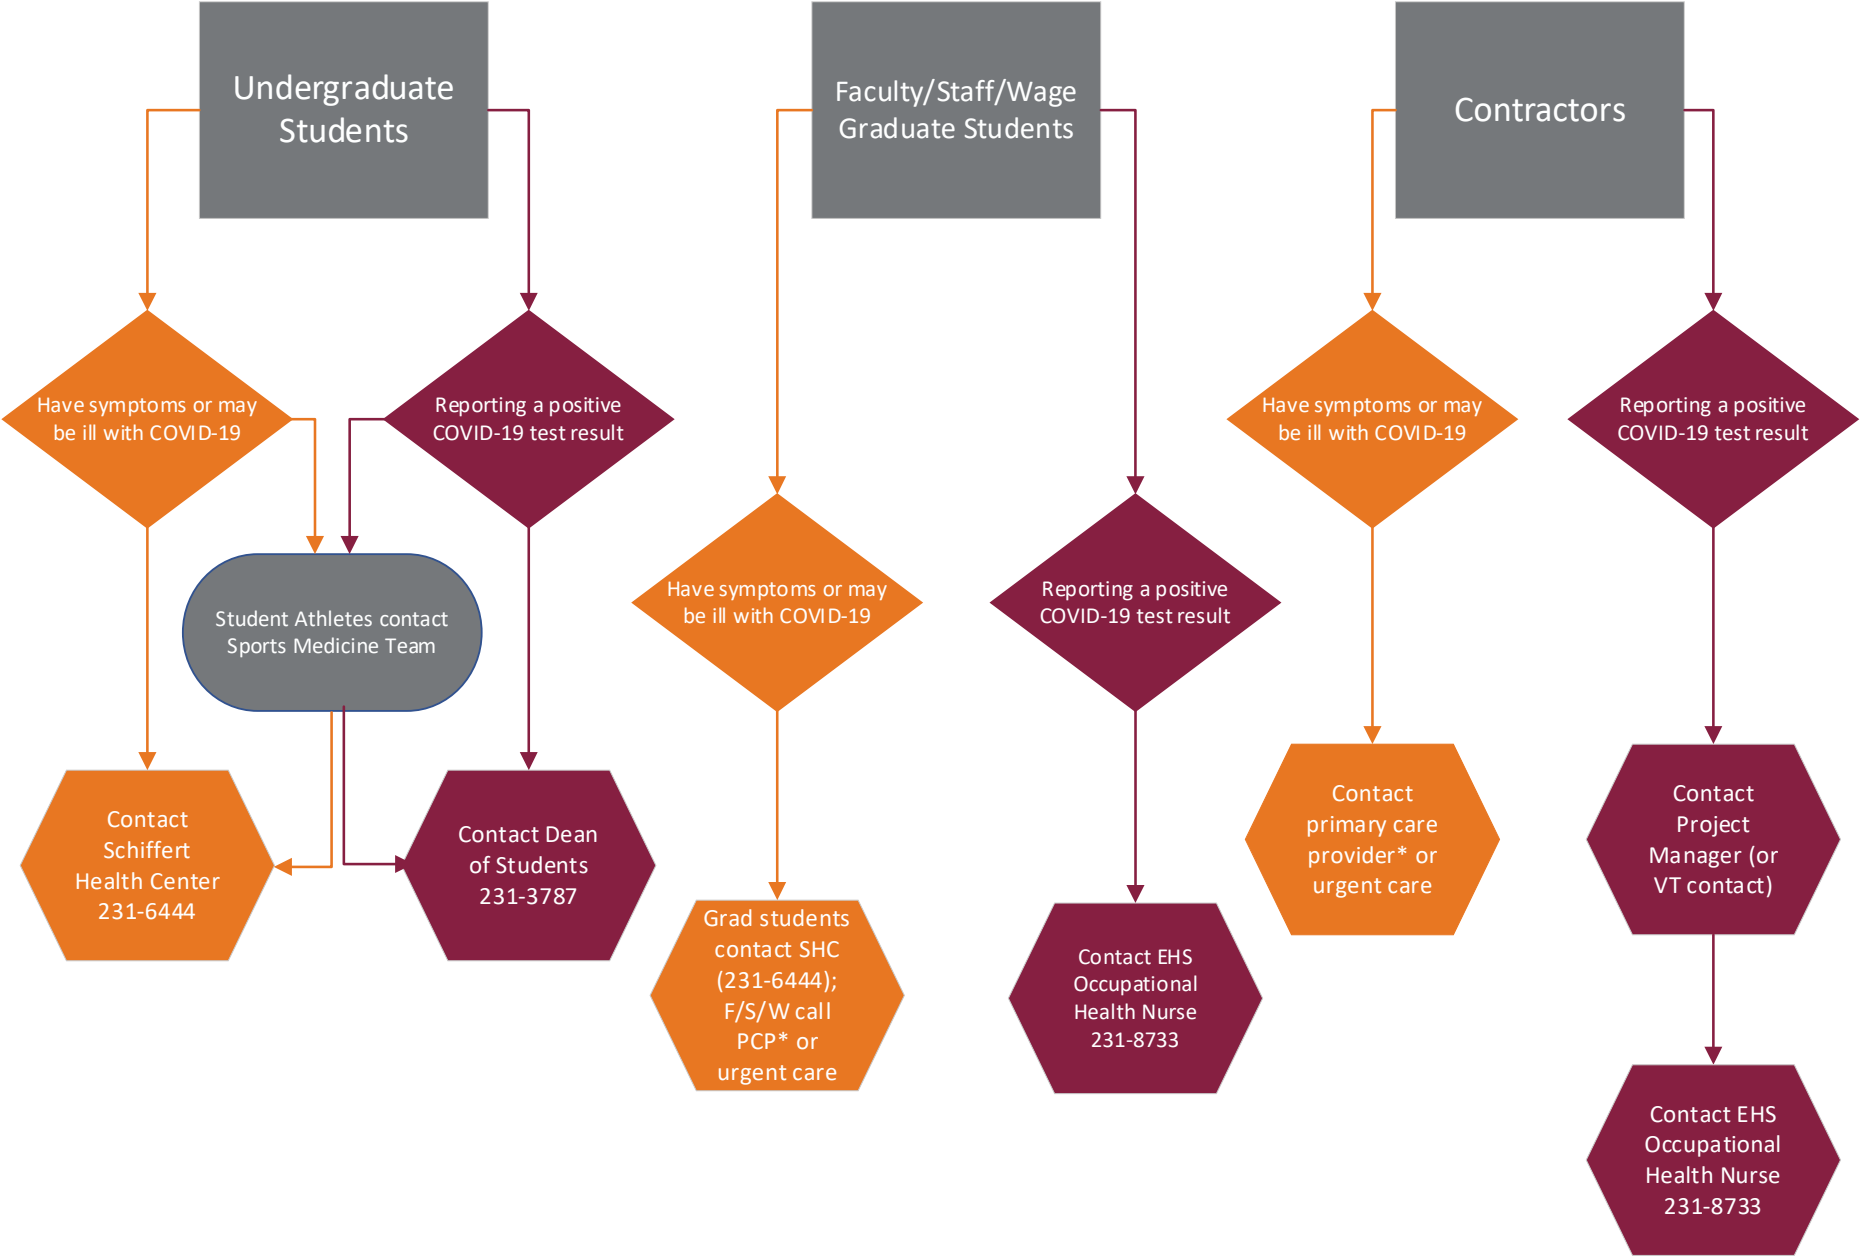 Undergraduate
Students
Faculty/Staff/Wage
Graduate Students
Contractors
Have symptoms or may
be ill with COVID-19
Reporting a positive
COVID-19 test result
Student Athletes contact
Sports Medicine Team
Contact
Schiffert
Health Center
231-6444
Contact Dean
of Students
231-3787
Have symptoms or may
be ill with COVID-19
Reporting a positive
COVID-19 test result
Grad students
contact SHC
(231-6444);
F/S/W call
PCP* or
urgent care
Contact EHS
Occupational
Health Nurse
231-8733
Have symptoms or may
be ill with COVID-19
Reporting a positive
COVID-19 test result
Contact
primary care
provider* or
urgent care
Contact
Project
Manager (or
VT contact)
Contact EHS
Occupational
Health Nurse
231-8733